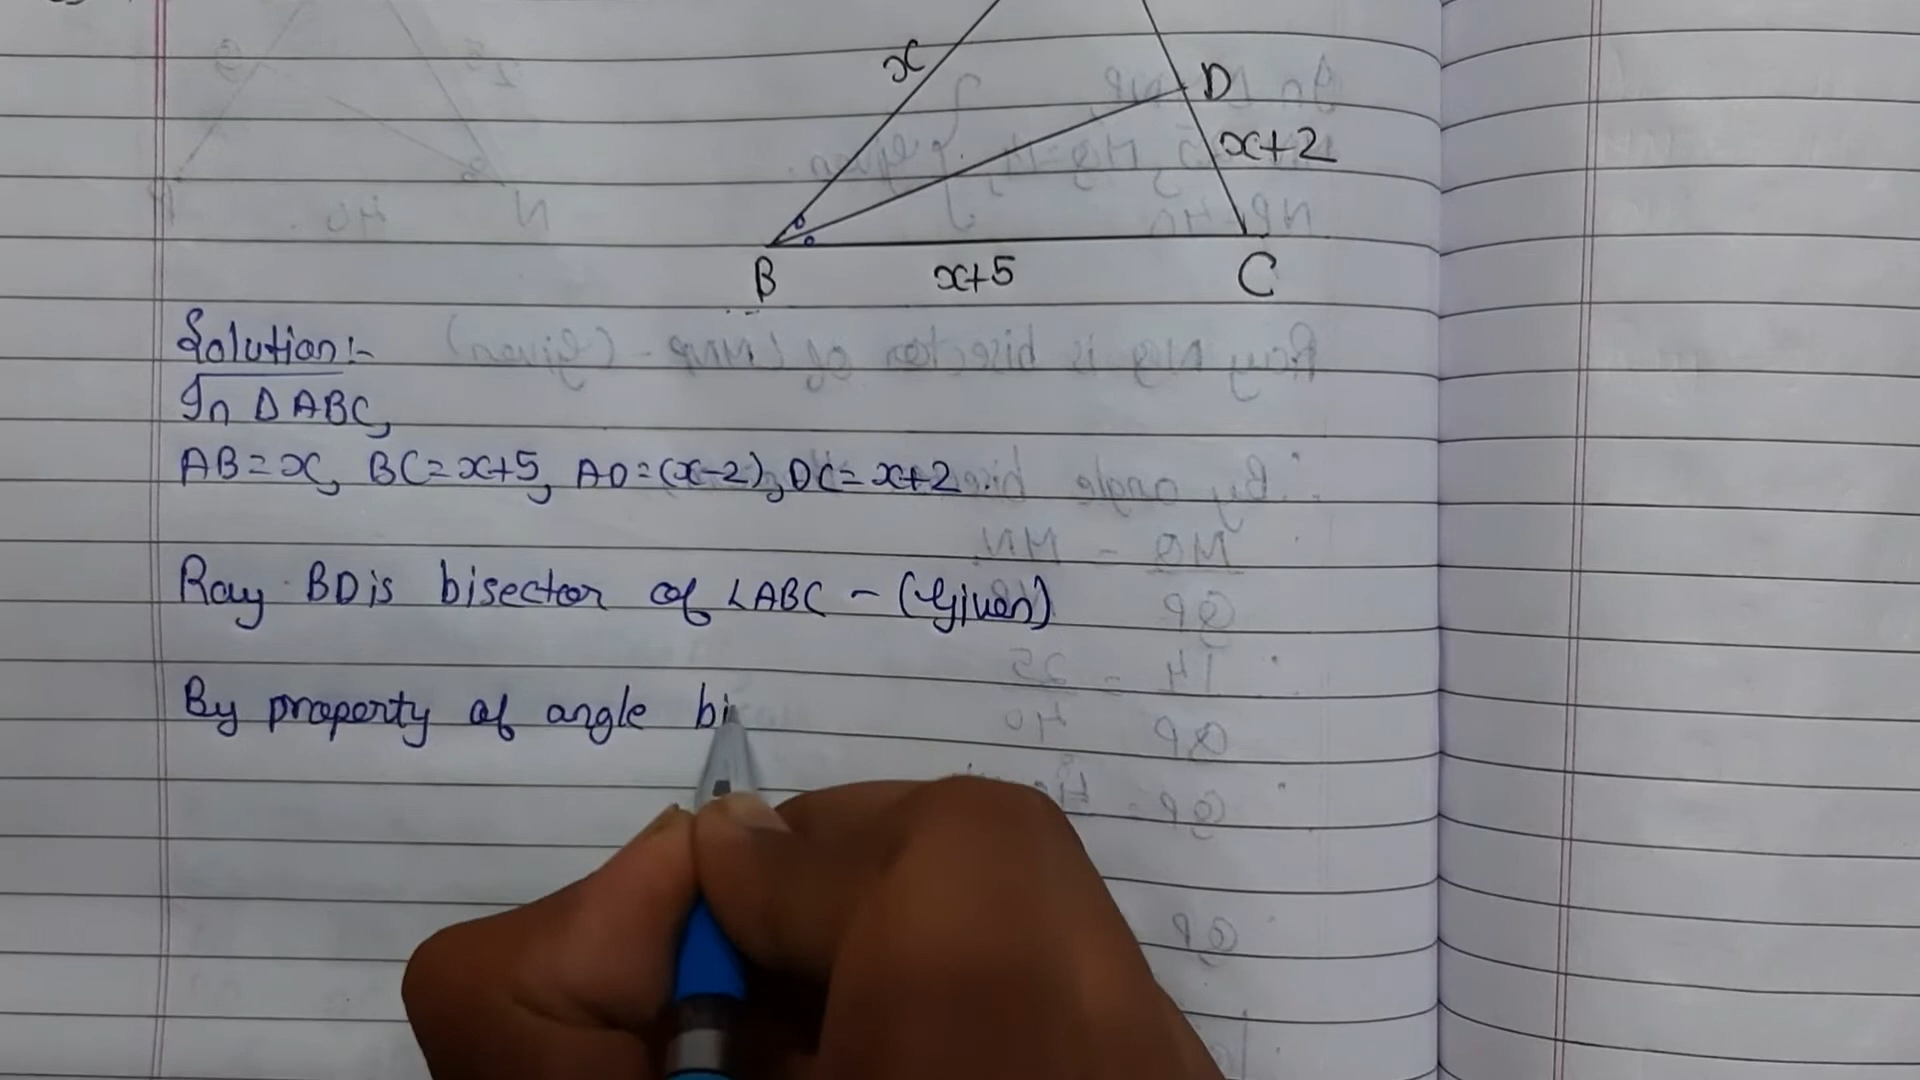 x
D
x+2
B
x+5
C
Solution:-
In ΔABC,
AB = x, BC = x+5, AD = (x-2), DC = x+2.
Ray BD is bisector of ∠ABC - (Given)
By property of angle bi